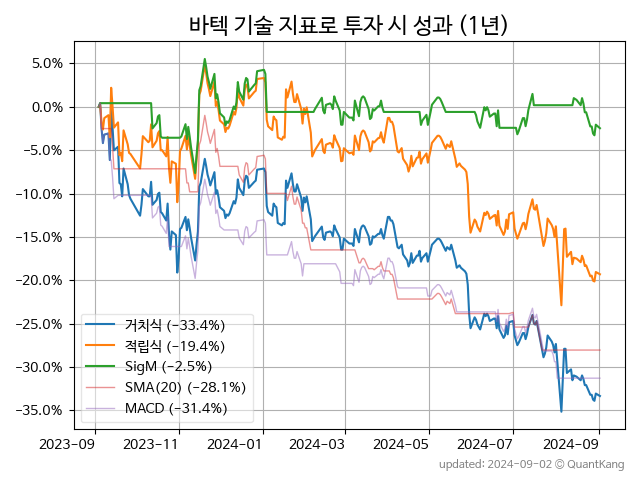 바텍 기술 지표로 투자 시 성과 (1년)
5.0%
0.0%
−5.0%
−10.0%
−15.0%
−20.0%
−25.0%
−30.0%
−35.0%
거치식 (−33.4%)
적립식 (−19.4%)
SigM (−2.5%)
SMA(20) (−28.1%)
MACD (−31.4%)
2023-09 2023-11 2024-01 2024-03 2024-05 2024-07 2024-09
updated: 2024-09-02 © QuantKang